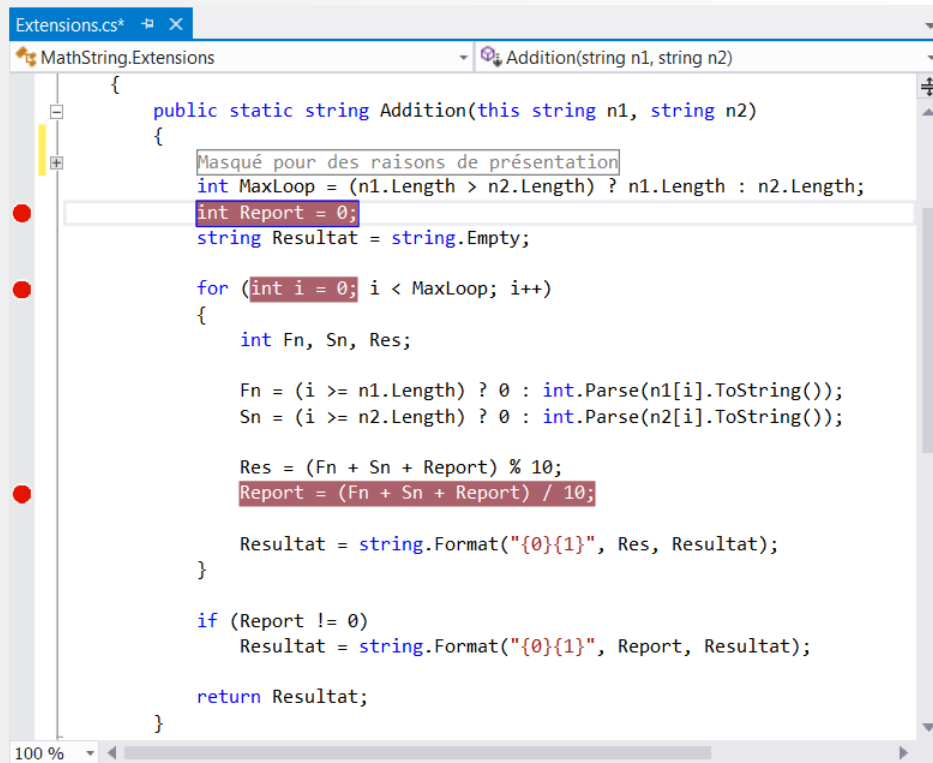 Extensions.cs*
MathString.Extensions
Addition(string n1, string n2)
{
public static string Addition(this string n1, string n2)
{
Masqué pour des raisons de présentation
int MaxLoop = (n1.Length > n2.Length) ? n1.Length : n2.Length;
int Report = 0;
string Resultat = string.Empty;
for (int i = 0; i < MaxLoop; i++)
{
int Fn, Sn, Res;
Fn = (i >= n1.Length) ? 0 : int.Parse(n1[i].ToString());
Sn = (i >= n2.Length) ? 0 : int.Parse(n2[i].ToString());
Res = (Fn + Sn + Report) % 10;
Report = (Fn + Sn + Report) / 10;
Resultat = string.Format("{0}{1}", Res, Resultat);
}
if (Report != 0)
Resultat = string.Format("{0}{1}", Report, Resultat);
return Resultat;
}
100 %